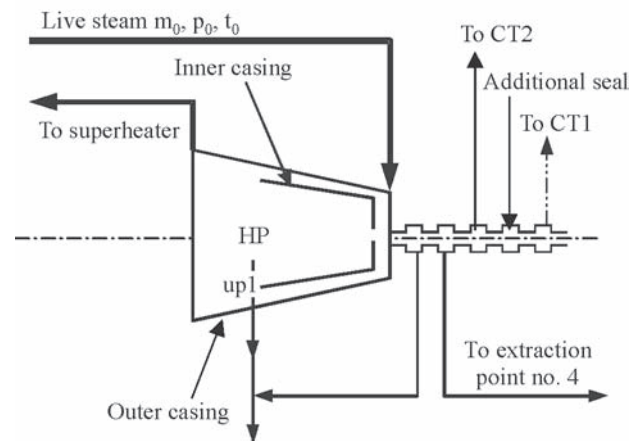 Live steam m₀, p₀, t₀
To CT2
Inner casing
Additional seal
To superheater
To CT1
HP
up1
To extraction
point no. 4
Outer casing